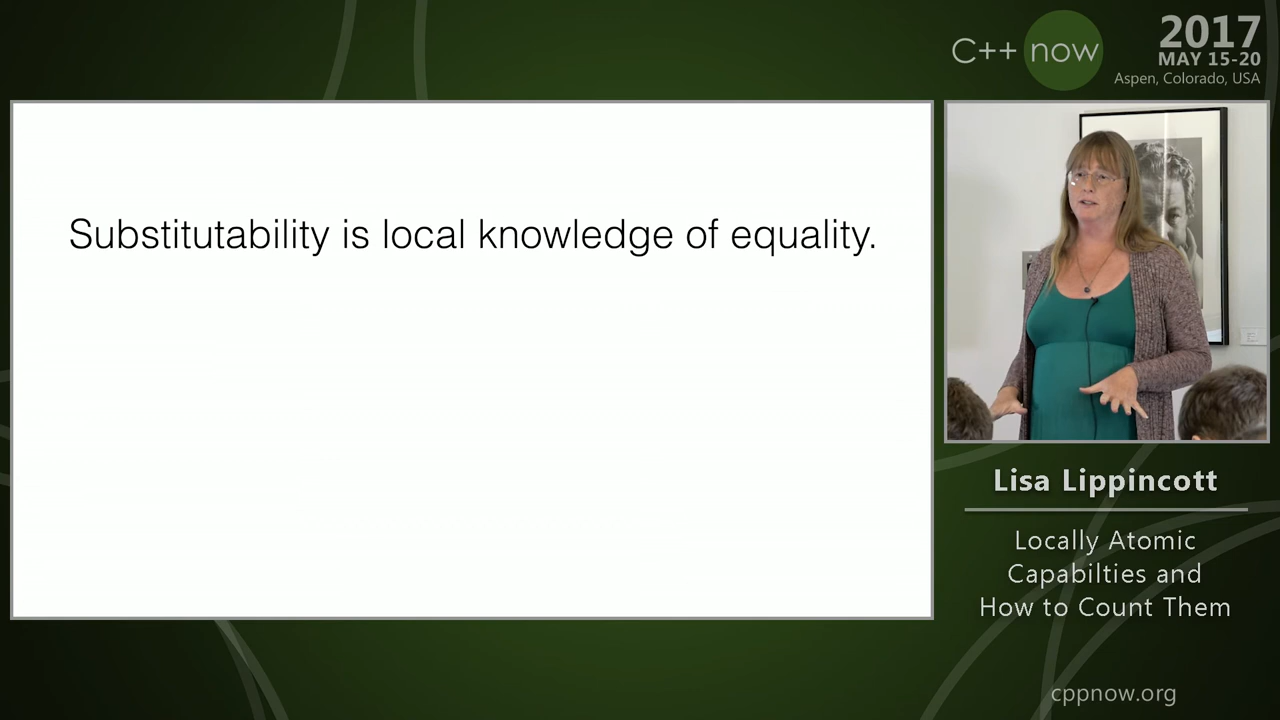 C++ now
2017
MAY 15-20
Aspen, Colorado, USA
Substitutability is local knowledge of equality.
Lisa Lippincott
Locally Atomic
Capabilties and
How to Count Them
cppnow.org